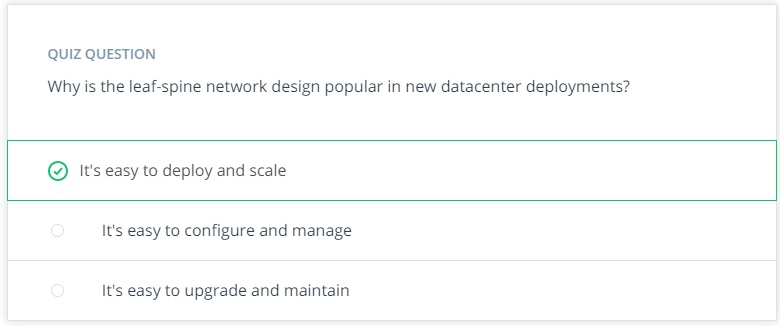 QUIZ QUESTION
Why is the leaf-spine network design popular in new datacenter deployments?
It's easy to deploy and scale
It's easy to configure and manage
It's easy to upgrade and maintain